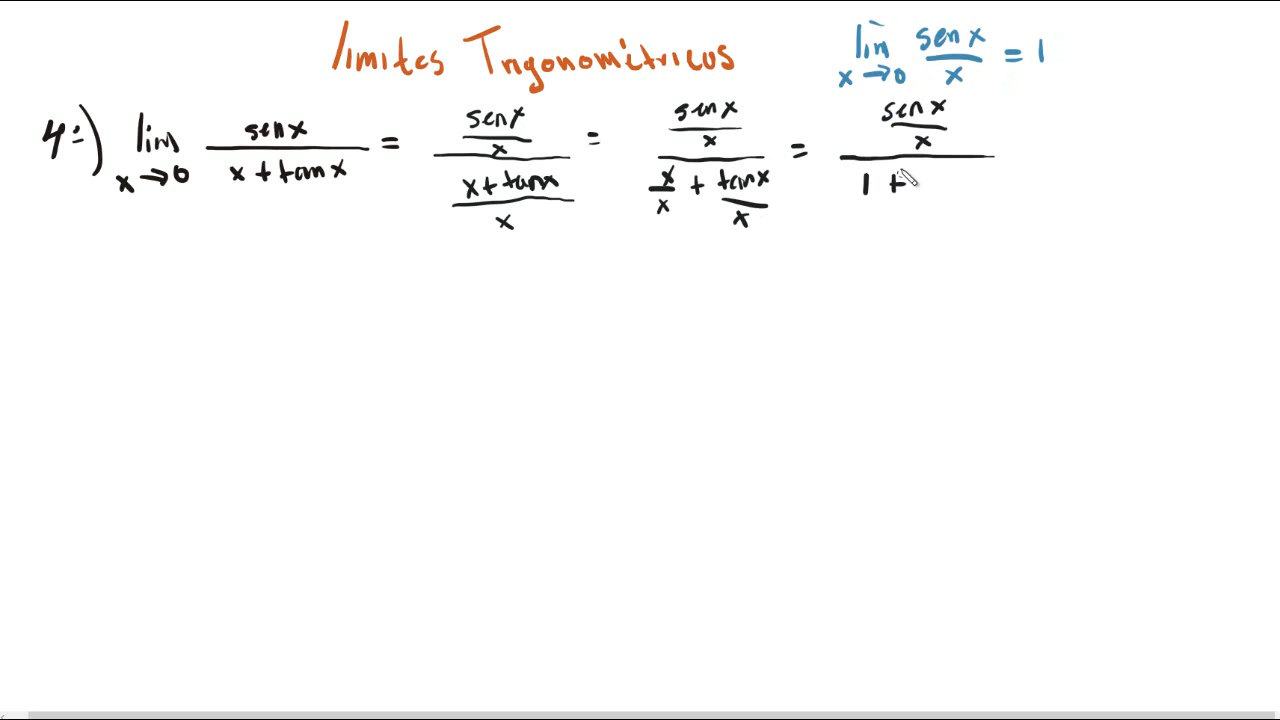 limites Trigonométricos
lim x→0 sen x / x = 1
4-) lim x→0 sen x / (x + tan x) = (sen x / x) / ((x + tan x) / x) = (sen x / x) / (x/x + tan x / x) = (sen x / x) / (1 +